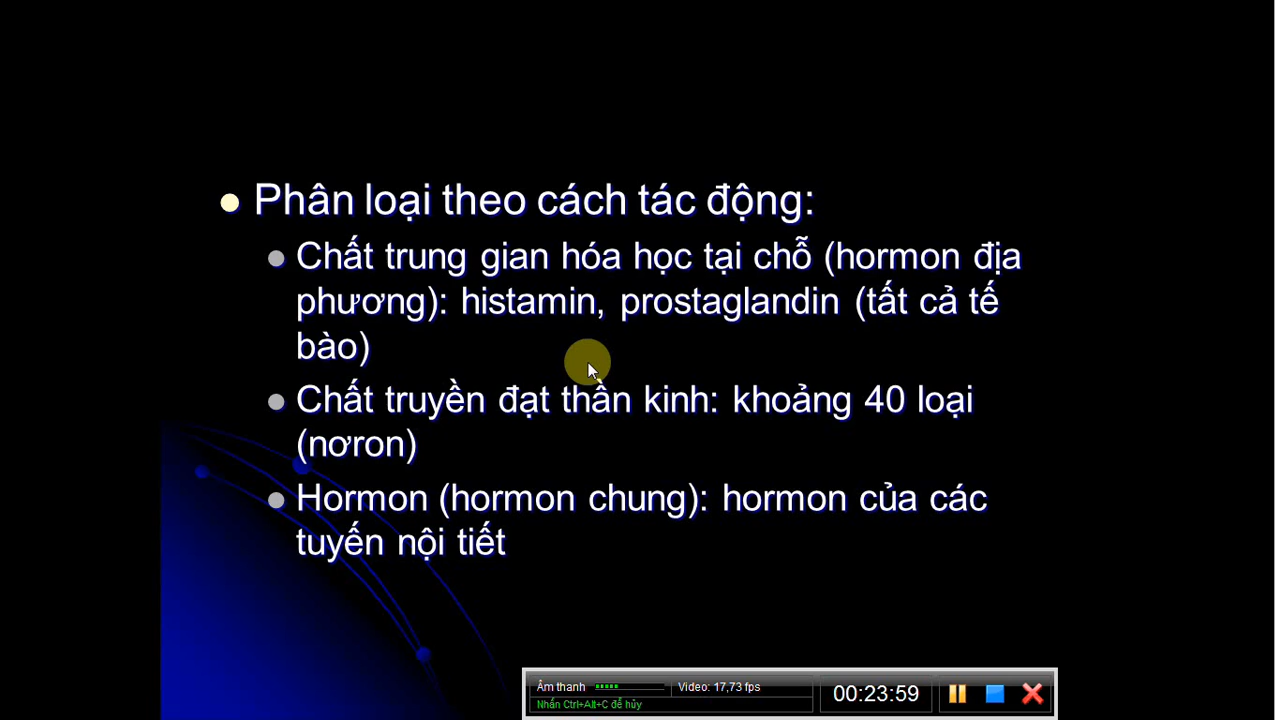 Phân loại theo cách tác động:
Chất trung gian hóa học tại chỗ (hormon địa
phương): histamin, prostaglandin (tất cả tế
bào)
Chất truyền đạt thần kinh: khoảng 40 loại
(nơron)
Hormon (hormon chung): hormon của các
tuyến nội tiết
Âm thanh
Video: 17,73 fps
Nhấn Ctrl+Alt+C để hủy
00:23:59